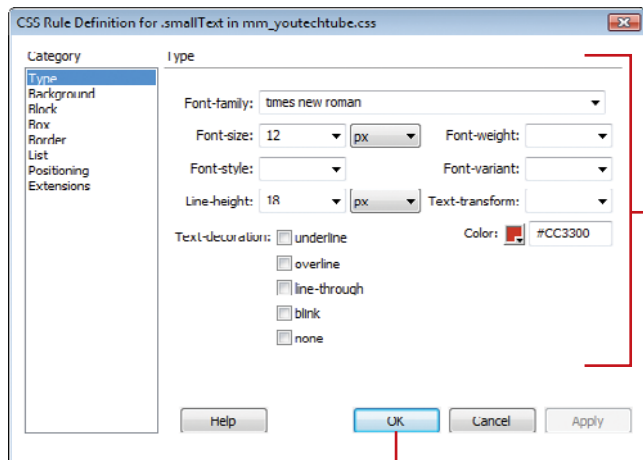 CSS Rule Definition for .smallText in mm_youtechtube.css
Category
Type
Type
Background
Block
Box
Border
List
Positioning
Extensions
Font-family: times new roman
Font-size: 12 px Font-weight:
Font-style: Font-variant:
Line-height: 18 px Text-transform:
Text-decoration: underline Color: #CC3300
overline
line-through
blink
none
Help OK Cancel Apply